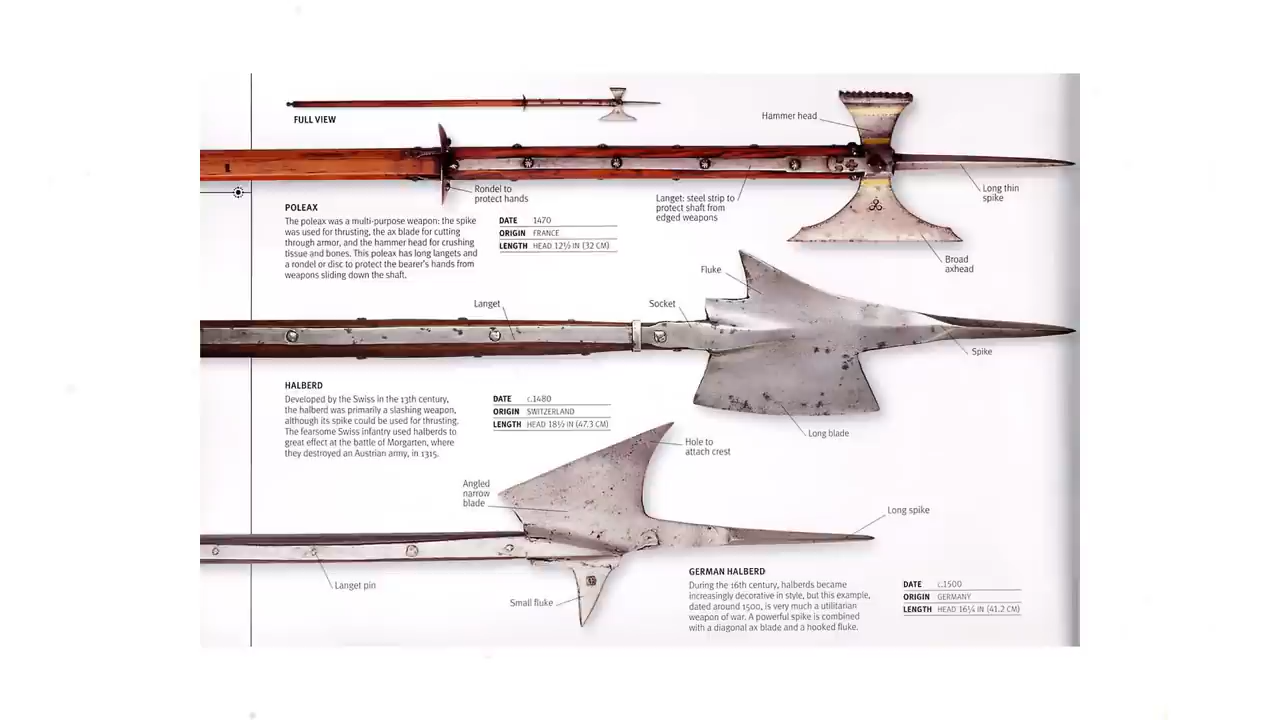 FULL VIEW
Hammer head
Rondel to
protect hands
Langet: steel strip to
protect shaft from
edged weapons
Long thin
spike
Broad
axhead
POLEAX
The poleax was a multi-purpose weapon: the spike
was used for thrusting, the ax blade for cutting
through armor, and the hammer head for crushing
tissue and bones. This poleax has long langets and
a rondel or disc to protect the bearer's hands from
weapons sliding down the shaft.
DATE 1470
ORIGIN FRANCE
LENGTH HEAD 12½ IN (32 CM)
Fluke
Langet
Socket
Spike
Long blade
HALBERD
Developed by the Swiss in the 13th century,
the halberd was primarily a slashing weapon,
although its spike could be used for thrusting.
The fearsome Swiss infantry used halberds to
great effect at the battle of Morgarten, where
they destroyed an Austrian army, in 1315.
DATE c.1480
ORIGIN SWITZERLAND
LENGTH HEAD 18½ IN (47.3 CM)
Hole to
attach crest
Angled
narrow
blade
Long spike
Langet pin
Small fluke
GERMAN HALBERD
During the 16th century, halberds became
increasingly decorative in style, but this example,
dated around 1500, is very much a utilitarian
weapon of war. A powerful spike is combined
with a diagonal ax blade and a hooked fluke.
DATE c.1500
ORIGIN GERMANY
LENGTH HEAD 16¼ IN (41.2 CM)